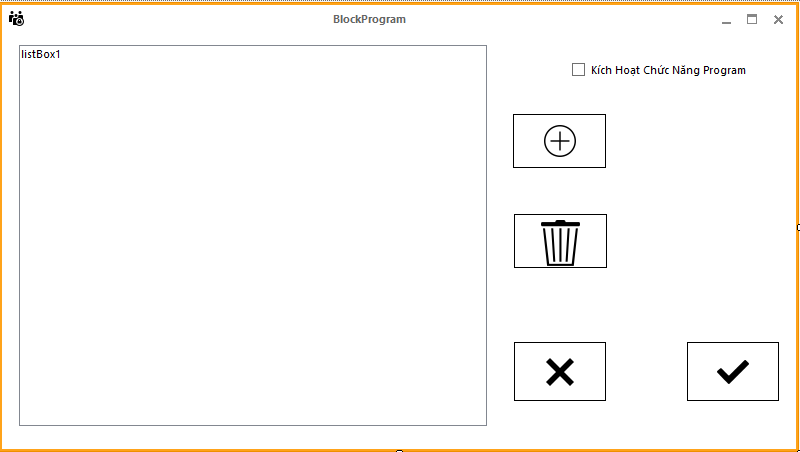 BlockProgram
listBox1
Kích Hoạt Chức Năng Program